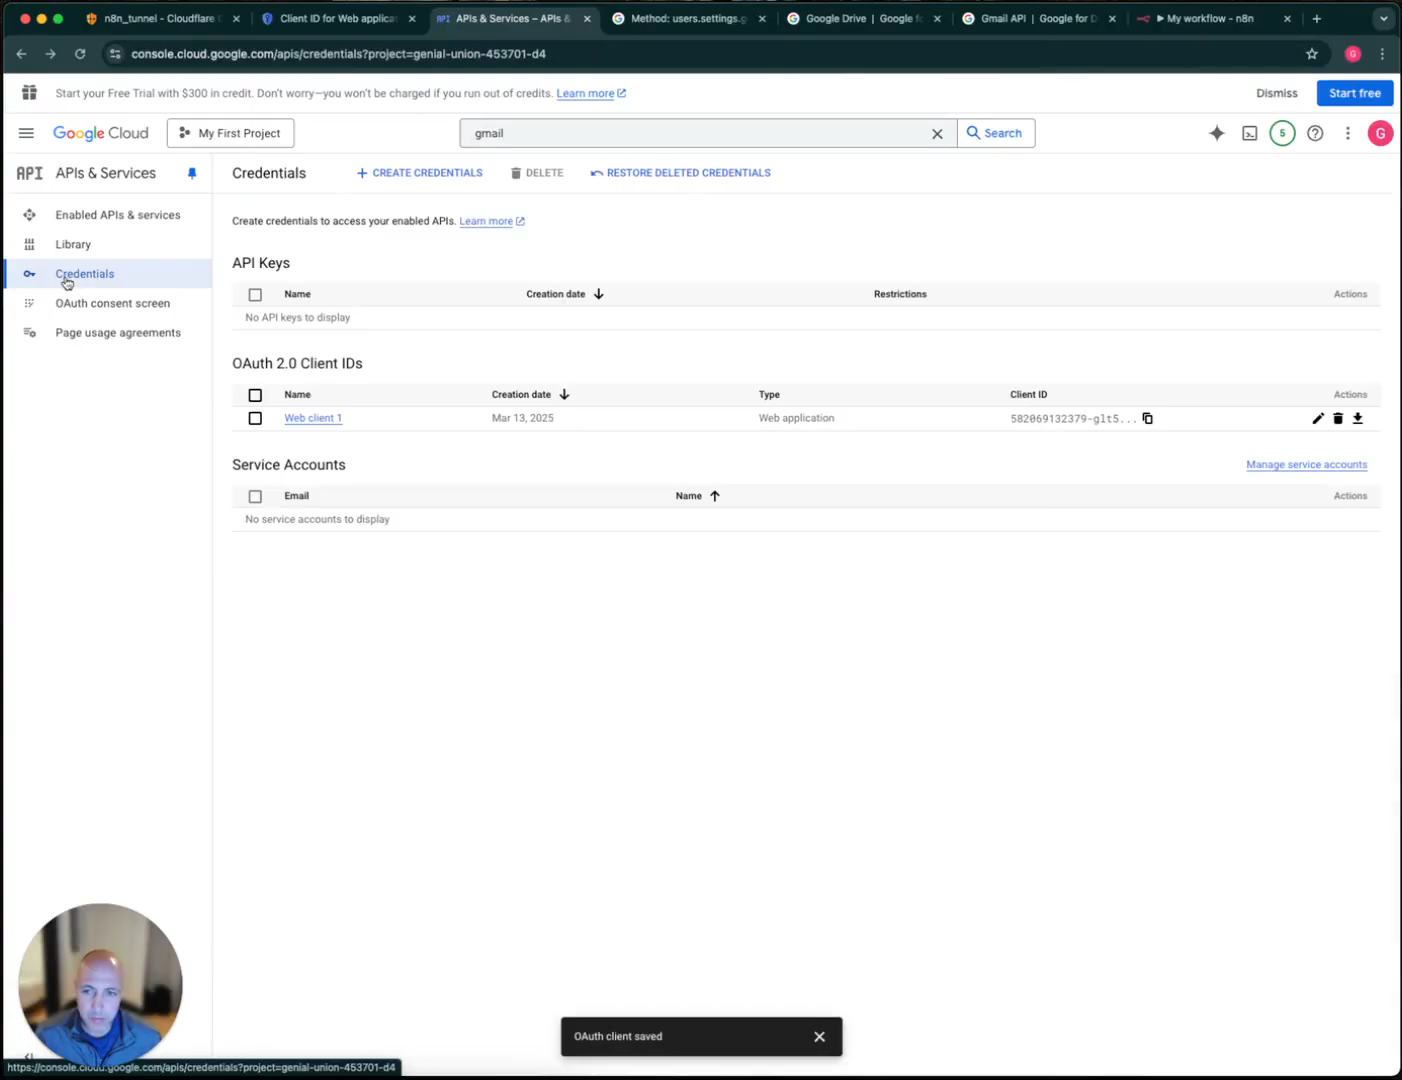 n8n_tunnel - Cloudflare
Client ID for Web applicat
APIs & Services – APIs &
Method: users.settings.g
Google Drive | Google fo
Gmail API | Google for D
My workflow - n8n
console.cloud.google.com/apis/credentials?project=genial-union-453701-d4
G
Start your Free Trial with $300 in credit. Don't worry—you won't be charged if you run out of credits. Learn more
Dismiss
Start free
Google Cloud
My First Project
gmail
Search
5
G
API APIs & Services
Credentials
CREATE CREDENTIALS
DELETE
RESTORE DELETED CREDENTIALS
Enabled APIs & services
Library
Credentials
OAuth consent screen
Page usage agreements
Create credentials to access your enabled APIs. Learn more
API Keys
Name Creation date Restrictions Actions
No API keys to display
OAuth 2.0 Client IDs
Name Creation date Type Client ID Actions
Web client 1 Mar 13, 2025 Web application 582069132379-glt5...
Service Accounts
Manage service accounts
Email Name Actions
No service accounts to display
OAuth client saved
https://console.cloud.google.com/apis/credentials?project=genial-union-453701-d4